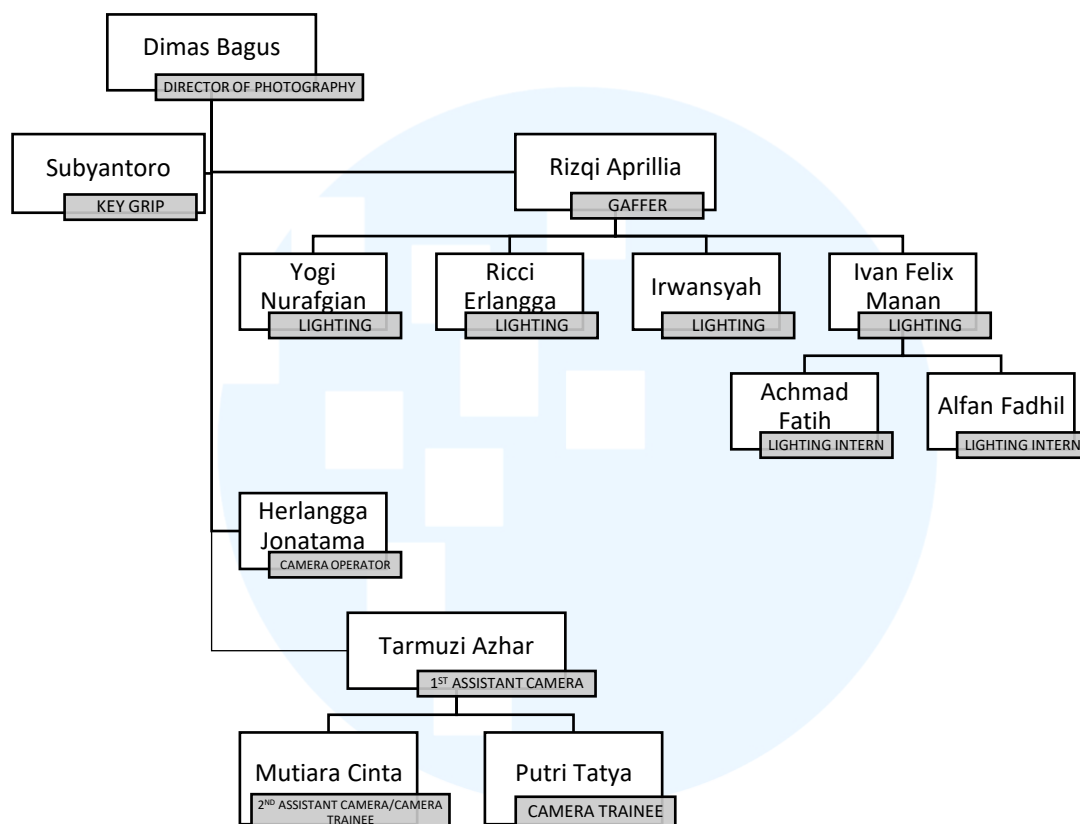 Dimas Bagus
DIRECTOR OF PHOTOGRAPHY
Subyantoro
KEY GRIP
Rizqi Aprillia
GAFFER
Yogi
Nurafgian
LIGHTING
Ricci
Erlangga
LIGHTING
Irwansyah
LIGHTING
Ivan Felix
Manan
LIGHTING
Achmad
Fatih
LIGHTING INTERN
Alfan Fadhil
LIGHTING INTERN
Herlangga
Jonatama
CAMERA OPERATOR
Tarmuzi Azhar
1ST ASSISTANT CAMERA
Mutiara Cinta
2ND ASSISTANT CAMERA/CAMERA
TRAINEE
Putri Tatya
CAMERA TRAINEE